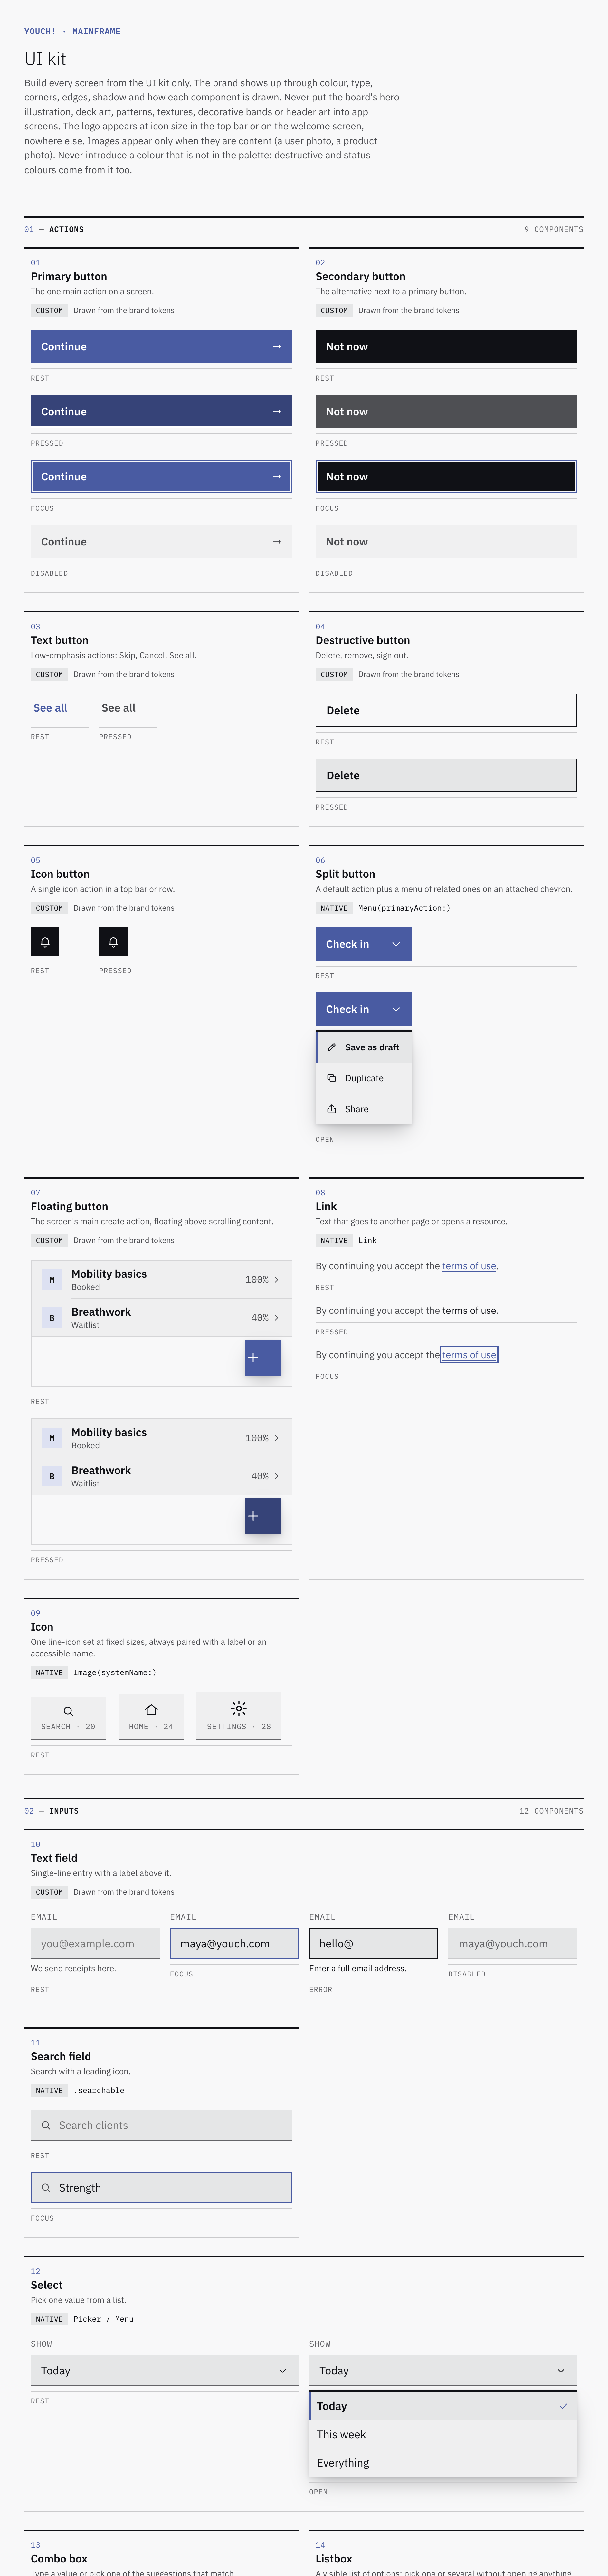 YOUCH! · MAINFRAME
UI kit
Build every screen from the UI kit only. The brand shows up through colour, type,
corners, edges, shadow and how each component is drawn. Never put the board's hero
illustration, deck art, patterns, textures, decorative bands or header art into app
screens. The logo appears at icon size in the top bar or on the welcome screen,
nowhere else. Images appear only when they are content (a user photo, a product
photo). Never introduce a colour that is not in the palette: destructive and status
colours come from it too.
01 — ACTIONS
9 COMPONENTS
01
Primary button
The one main action on a screen.
CUSTOM Drawn from the brand tokens
Continue →
REST
Continue →
PRESSED
Continue →
FOCUS
Continue →
DISABLED
02
Secondary button
The alternative next to a primary button.
CUSTOM Drawn from the brand tokens
Not now
REST
Not now
PRESSED
Not now
FOCUS
Not now
DISABLED
03
Text button
Low-emphasis actions: Skip, Cancel, See all.
CUSTOM Drawn from the brand tokens
See all See all
REST PRESSED
04
Destructive button
Delete, remove, sign out.
CUSTOM Drawn from the brand tokens
Delete
REST
Delete
PRESSED
05
Icon button
A single icon action in a top bar or row.
CUSTOM Drawn from the brand tokens
REST PRESSED
06
Split button
A default action plus a menu of related ones on an attached chevron.
NATIVE Menu(primaryAction:)
Check in
REST
Check in
Save as draft
Duplicate
Share
OPEN
07
Floating button
The screen's main create action, floating above scrolling content.
CUSTOM Drawn from the brand tokens
M Mobility basics 100%
Booked
B Breathwork 40%
Waitlist
REST
M Mobility basics 100%
Booked
B Breathwork 40%
Waitlist
PRESSED
08
Link
Text that goes to another page or opens a resource.
NATIVE Link
By continuing you accept the terms of use.
REST
By continuing you accept the terms of use.
PRESSED
By continuing you accept the terms of use.
FOCUS
09
Icon
One line-icon set at fixed sizes, always paired with a label or an
accessible name.
NATIVE Image(systemName:)
SEARCH · 20 HOME · 24 SETTINGS · 28
REST
02 — INPUTS
12 COMPONENTS
10
Text field
Single-line entry with a label above it.
CUSTOM Drawn from the brand tokens
EMAIL
you@example.com
We send receipts here.
REST
EMAIL
maya@youch.com
FOCUS
EMAIL
hello@
Enter a full email address.
ERROR
EMAIL
maya@youch.com
DISABLED
11
Search field
Search with a leading icon.
NATIVE .searchable
Search clients
REST
Strength
FOCUS
12
Select
Pick one value from a list.
NATIVE Picker / Menu
SHOW
Today
REST
SHOW
Today
Today
This week
Everything
OPEN
13
Combo box
Type a value or pick one of the suggestions that match.
14
Listbox
A visible list of options: pick one or several without opening anything.